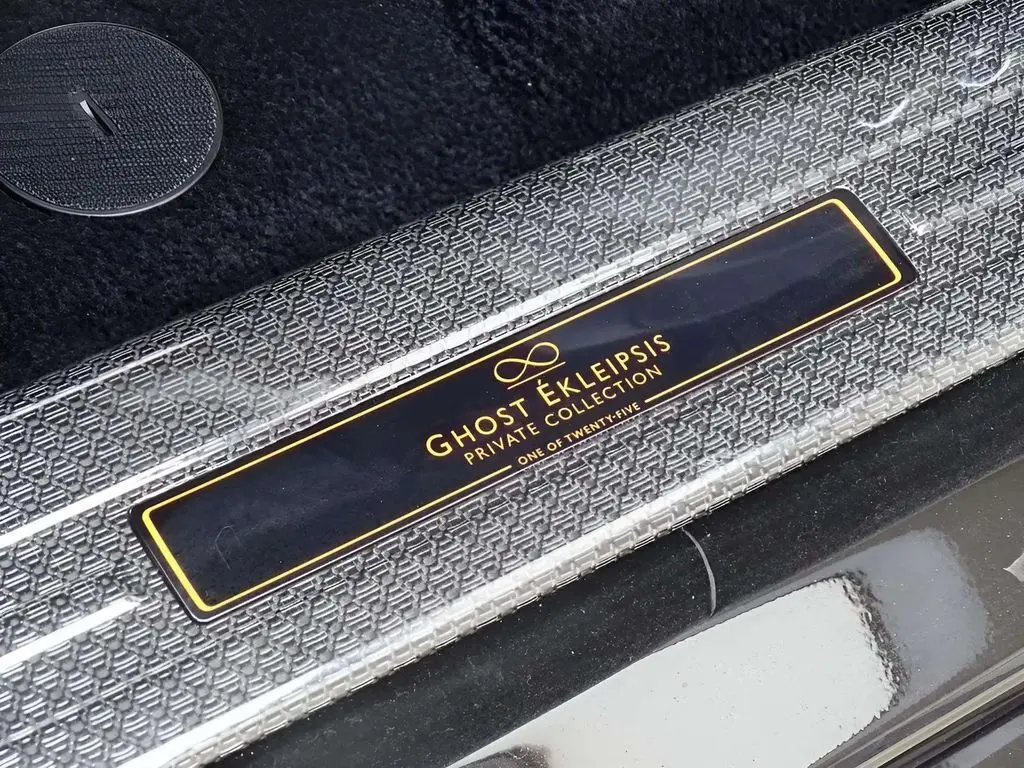 GHOST ÉKLEIPSIS
PRIVATE COLLECTION
ONE OF TWENTY-FIVE